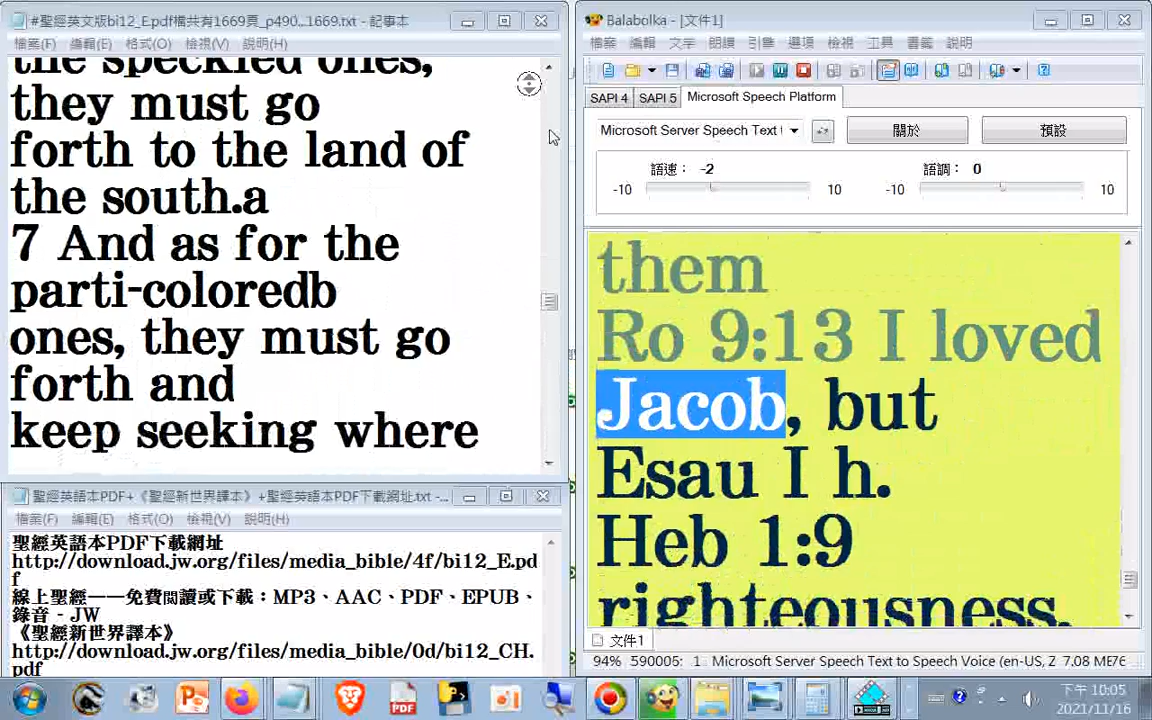 #聖經英文版bi12_E.pdf檔共有1669頁_p490...1669.txt - 記事本
檔案(F) 編輯(E) 格式(O) 檢視(V) 說明(H)
the speckled ones,
they must go
forth to the land of
the south.a
7 And as for the
parti-coloredb
ones, they must go
forth and
keep seeking where
聖經英語本PDF+《聖經新世界譯本》+聖經英語本PDF下載網址.txt - ...
檔案(F) 編輯(E) 格式(O) 檢視(V) 說明(H)
聖經英語本PDF下載網址
http://download.jw.org/files/media_bible/4f/bi12_E.pd
f
線上聖經——免費閱讀或下載：MP3、AAC、PDF、EPUB、
錄音 - JW
《聖經新世界譯本》
http://download.jw.org/files/media_bible/0d/bi12_CH.
pdf
Balabolka - [文件1]
檔案 編輯 文字 朗讀 引擎 選項 檢視 工具 書籤 說明
SAPI 4 SAPI 5 Microsoft Speech Platform
Microsoft Server Speech Text t 關於 預設
語速： -2 語調： 0
-10 10 -10 10
them
Ro 9:13 I loved
Jacob, but
Esau I h.
Heb 1:9
righteousness,
文件1
94% 590005: 1 Microsoft Server Speech Text to Speech Voice (en-US, Z 7.08 МБ76%
下午 10:05
2021/11/16